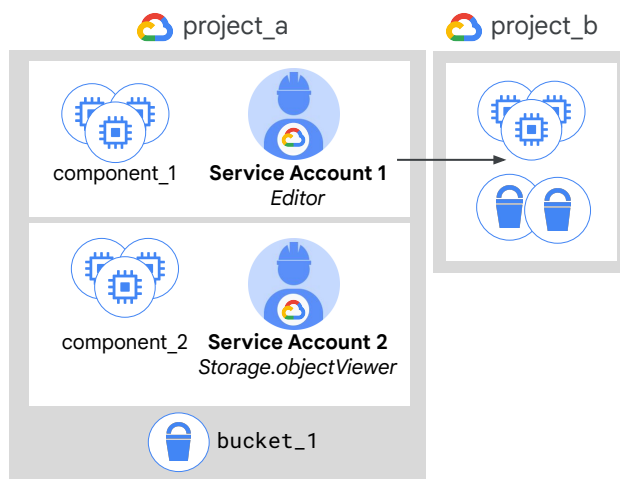 project_a
project_b
component_1
Service Account 1
Editor
component_2
Service Account 2
Storage.objectViewer
bucket_1